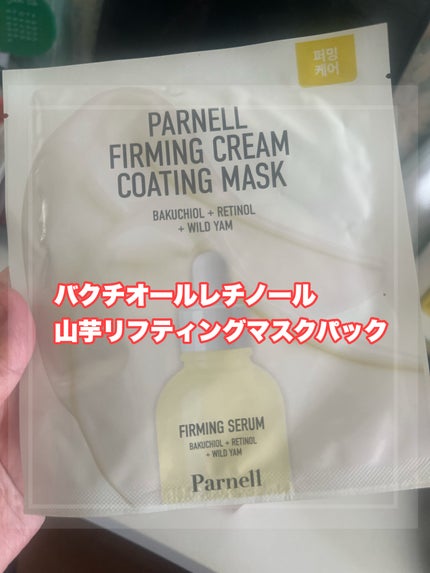 퍼밍
케어
PARNELL
FIRMING CREAM
COATING MASK
BAKUCHIOL + RETINOL
+ WILD YAM
バクチオールレチノール
山芋リフティングマスクパック
FIRMING SERUM
BAKUCHIOL + RETINOL
+ WILD YAM
Parnell